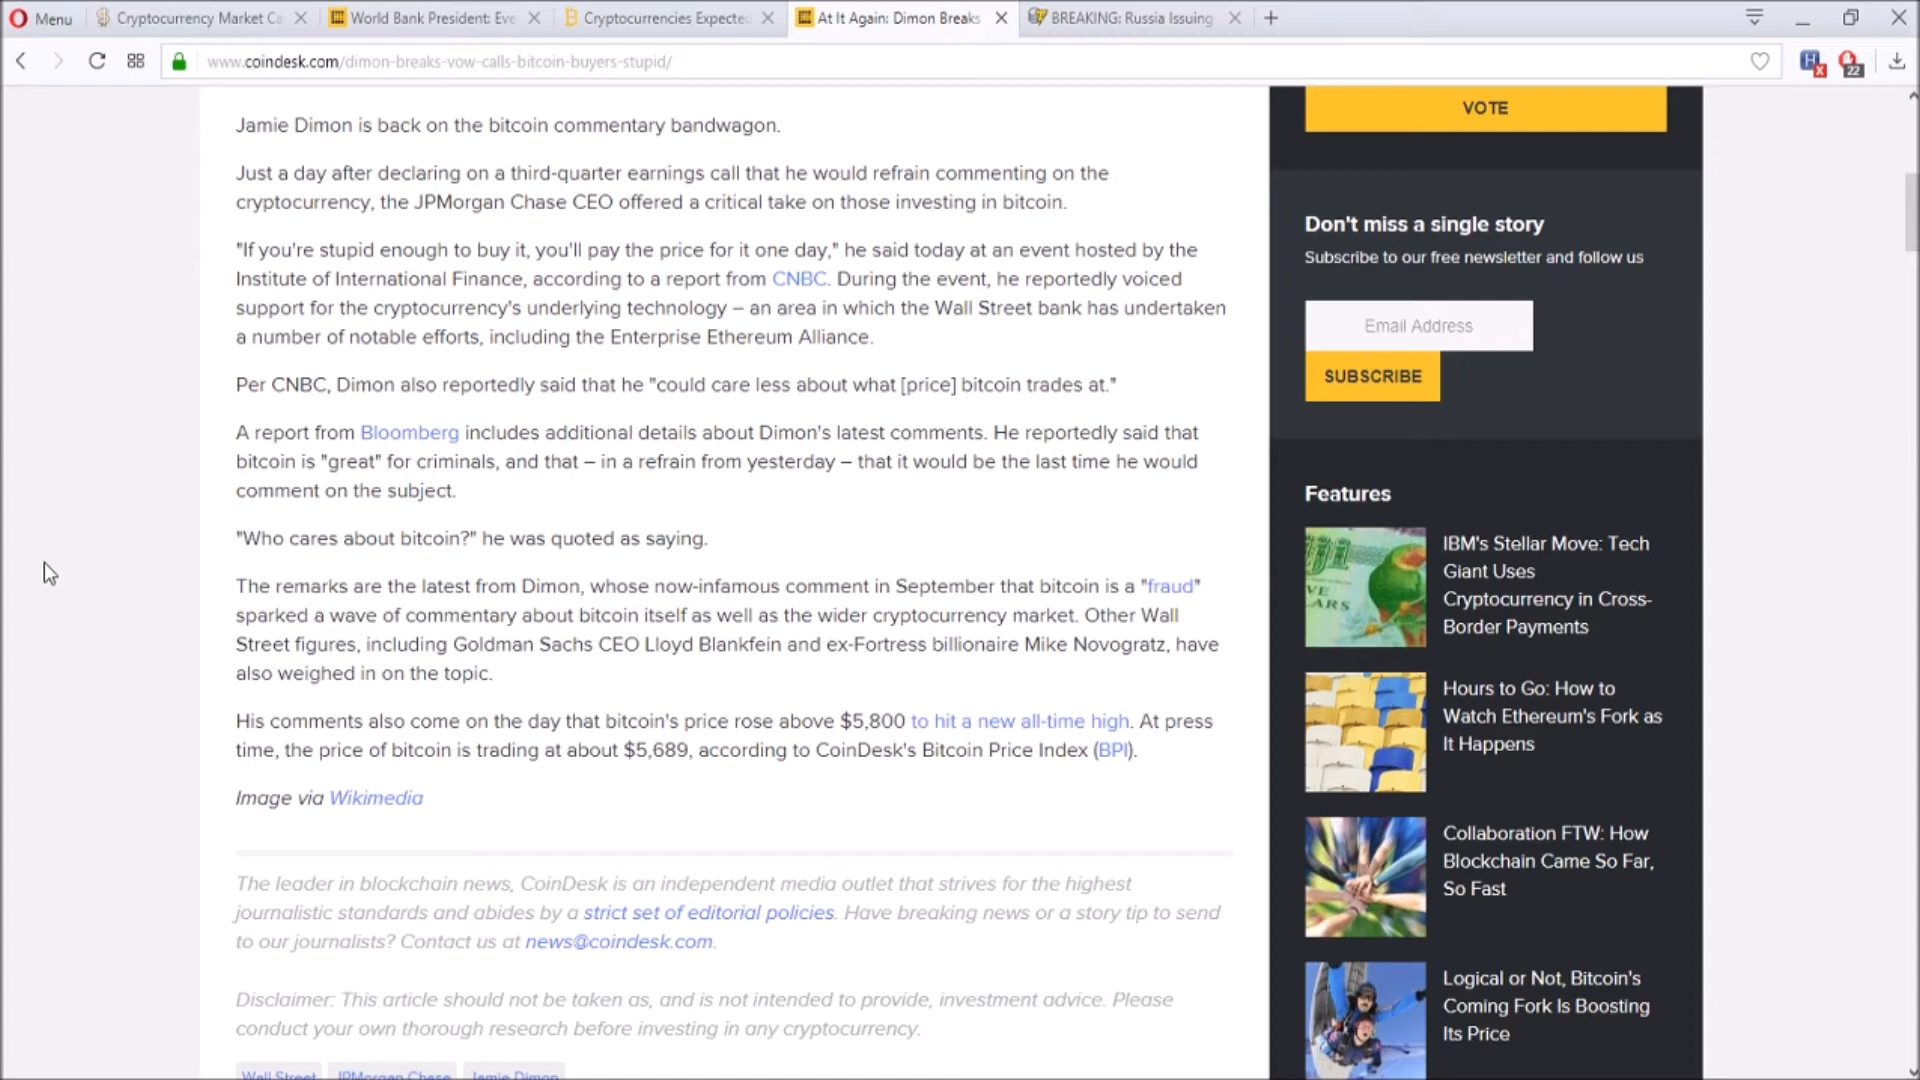 Menu
Cryptocurrency Market Ca
World Bank President: Eve
Cryptocurrencies Expected
At It Again: Dimon Breaks
BREAKING: Russia Issuing
www.coindesk.com/dimon-breaks-vow-calls-bitcoin-buyers-stupid/
22
Jamie Dimon is back on the bitcoin commentary bandwagon.
Just a day after declaring on a third-quarter earnings call that he would refrain commenting on the
cryptocurrency, the JPMorgan Chase CEO offered a critical take on those investing in bitcoin.
"If you're stupid enough to buy it, you'll pay the price for it one day," he said today at an event hosted by the
Institute of International Finance, according to a report from CNBC. During the event, he reportedly voiced
support for the cryptocurrency's underlying technology – an area in which the Wall Street bank has undertaken
a number of notable efforts, including the Enterprise Ethereum Alliance.
Per CNBC, Dimon also reportedly said that he "could care less about what [price] bitcoin trades at."
A report from Bloomberg includes additional details about Dimon's latest comments. He reportedly said that
bitcoin is "great" for criminals, and that – in a refrain from yesterday – that it would be the last time he would
comment on the subject.
"Who cares about bitcoin?" he was quoted as saying.
The remarks are the latest from Dimon, whose now-infamous comment in September that bitcoin is a "fraud"
sparked a wave of commentary about bitcoin itself as well as the wider cryptocurrency market. Other Wall
Street figures, including Goldman Sachs CEO Lloyd Blankfein and ex-Fortress billionaire Mike Novogratz, have
also weighed in on the topic.
His comments also come on the day that bitcoin's price rose above $5,800 to hit a new all-time high. At press
time, the price of bitcoin is trading at about $5,689, according to CoinDesk's Bitcoin Price Index (BPI).
Image via Wikimedia
The leader in blockchain news, CoinDesk is an independent media outlet that strives for the highest
journalistic standards and abides by a strict set of editorial policies. Have breaking news or a story tip to send
to our journalists? Contact us at news@coindesk.com.
Disclaimer: This article should not be taken as, and is not intended to provide, investment advice. Please
conduct your own thorough research before investing in any cryptocurrency.
Wall Street
JPMorgan Chase
Jamie Dimon
VOTE
Don't miss a single story
Subscribe to our free newsletter and follow us
Email Address
SUBSCRIBE
Features
IBM's Stellar Move: Tech
Giant Uses
Cryptocurrency in Cross-
Border Payments
Hours to Go: How to
Watch Ethereum's Fork as
It Happens
Collaboration FTW: How
Blockchain Came So Far,
So Fast
Logical or Not, Bitcoin's
Coming Fork Is Boosting
Its Price